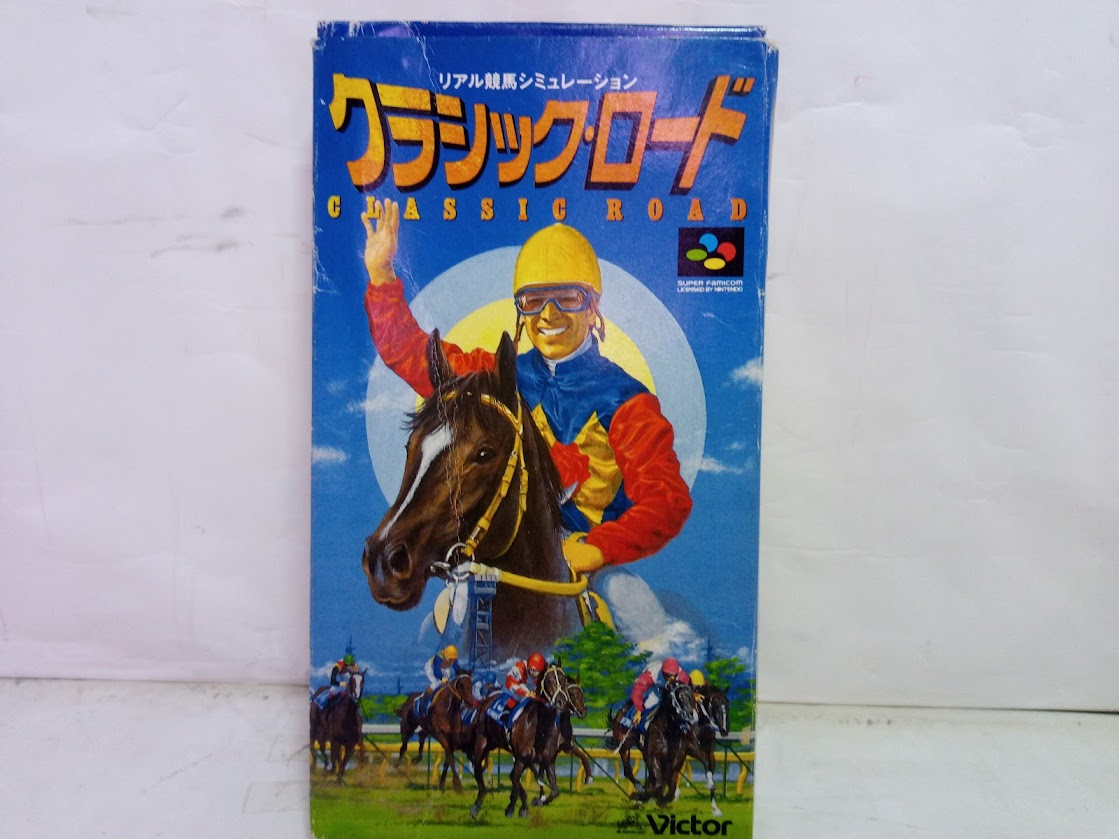 リアル競馬シミュレーション
クラシック・ロード
CLASSIC ROAD
SUPER FAMICOM
LICENSED BY NINTENDO
Victor